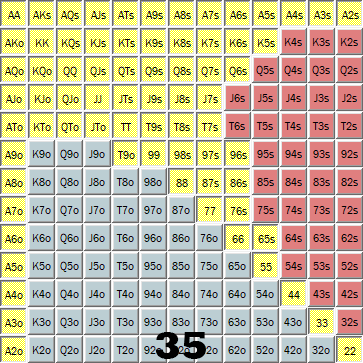 AA AKs AQs AJs ATs A9s A8s A7s A6s A5s A4s A3s A2s
AKo KK KQs KJs KTs K9s K8s K7s K6s K5s K4s K3s K2s
AQo KQo QQ QJs QTs Q9s Q8s Q7s Q6s Q5s Q4s Q3s Q2s
AJo KJo QJo JJ JTs J9s J8s J7s J6s J5s J4s J3s J2s
ATo KTo QTo JTo TT T9s T8s T7s T6s T5s T4s T3s T2s
A9o K9o Q9o J9o T9o 99 98s 97s 96s 95s 94s 93s 92s
A8o K8o Q8o J8o T8o 98o 88 87s 86s 85s 84s 83s 82s
A7o K7o Q7o J7o T7o 97o 87o 77 76s 75s 74s 73s 72s
A6o K6o Q6o J6o T6o 96o 86o 76o 66 65s 64s 63s 62s
A5o K5o Q5o J5o T5o 95o 85o 75o 65o 55 54s 53s 52s
A4o K4o Q4o J4o T4o 94o 84o 74o 64o 54o 44 43s 42s
A3o K3o Q3o J3o T3o 93o 83o 73o 63o 53o 43o 33 32s
A2o K2o Q2o J2o T2o 62o 52o 42o 32o 22
35